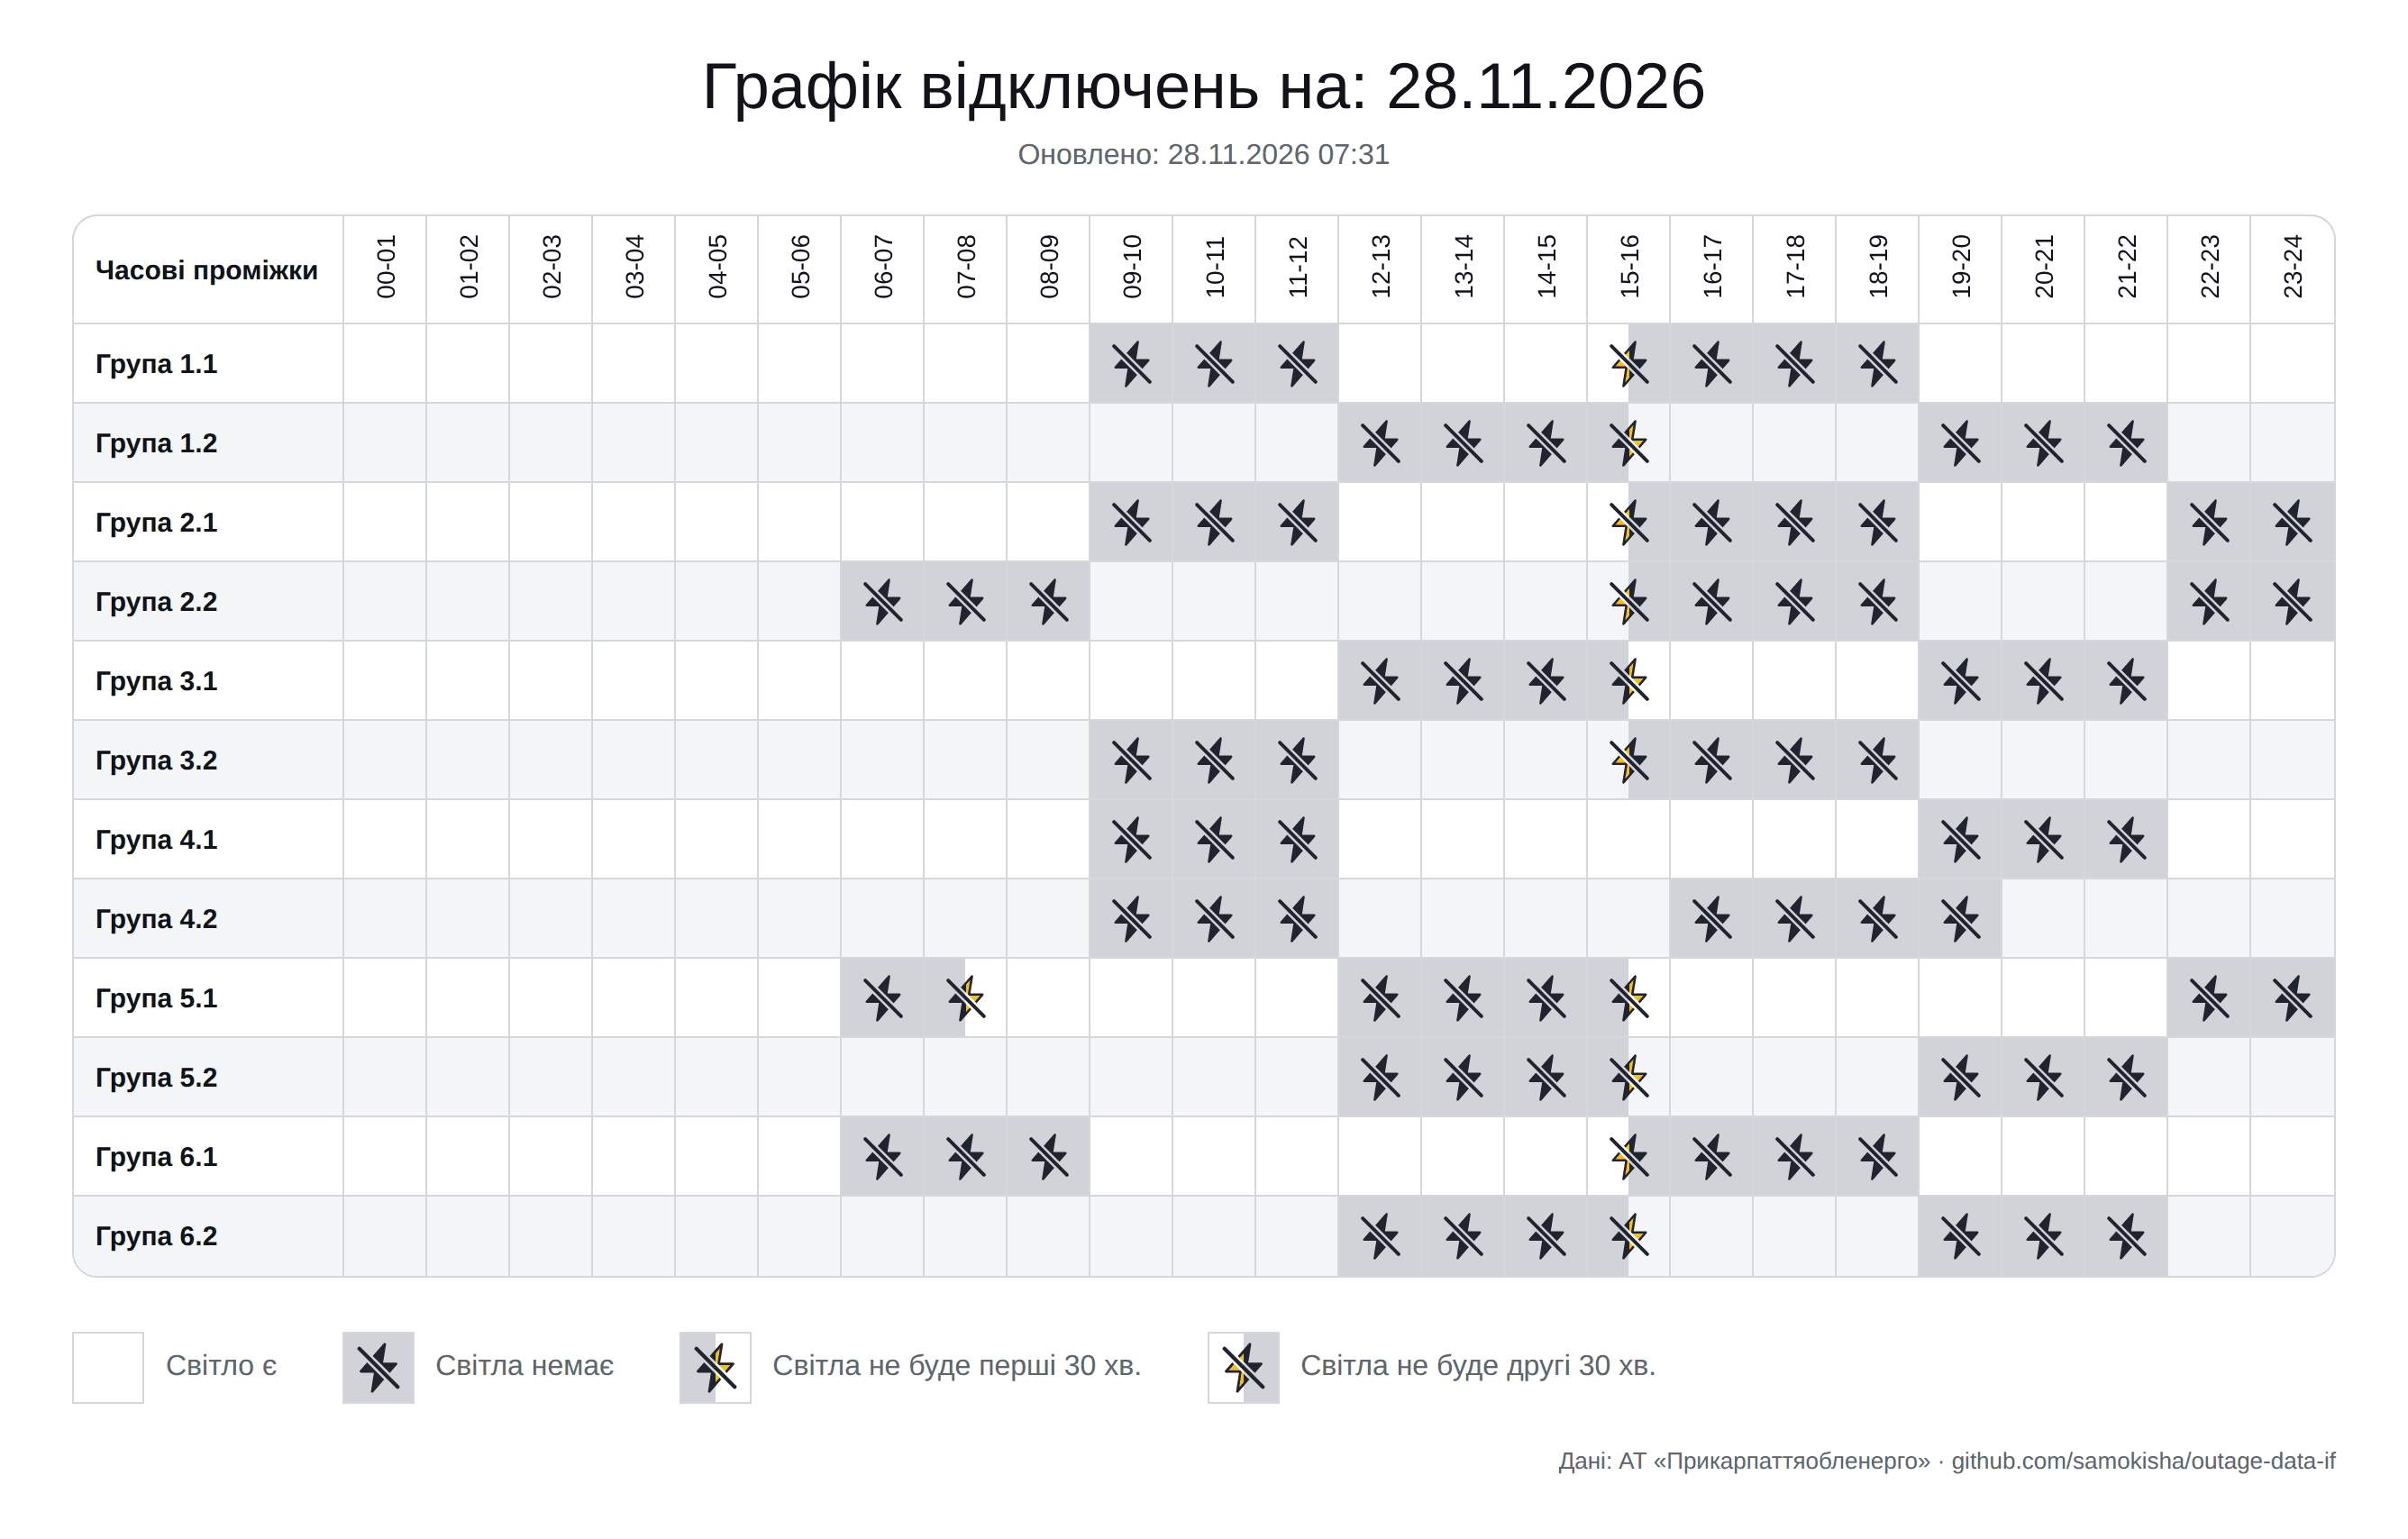 Графік відключень на: 28.11.2026
Оновлено: 28.11.2026 07:31
Часові проміжки 00-01 01-02 02-03 03-04 04-05 05-06 06-07 07-08 08-09 09-10 10-11 11-12 12-13 13-14 14-15 15-16 16-17 17-18 18-19 19-20 20-21 21-22 22-23 23-24
Група 1.1
Група 1.2
Група 2.1
Група 2.2
Група 3.1
Група 3.2
Група 4.1
Група 4.2
Група 5.1
Група 5.2
Група 6.1
Група 6.2
Світло є Світла немає Світла не буде перші 30 хв. Світла не буде другі 30 хв.
Дані: АТ «Прикарпаттяобленерго» · github.com/samokisha/outage-data-if